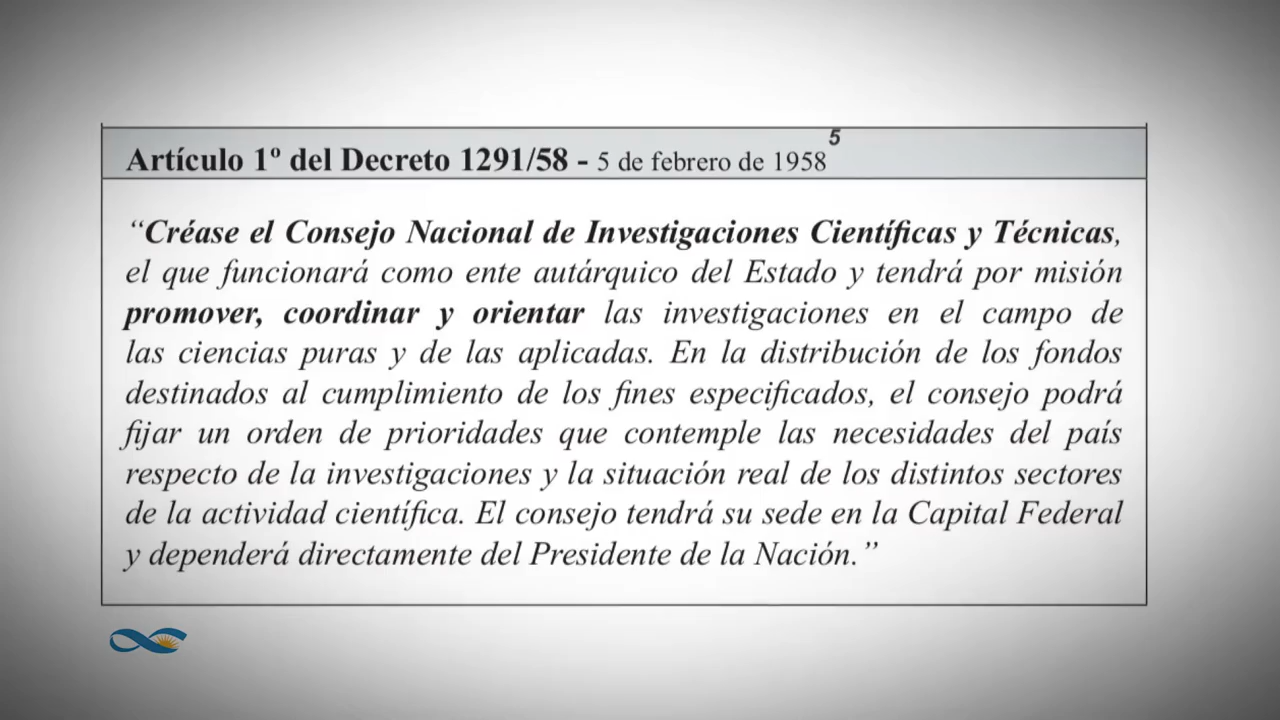 Artículo 1º del Decreto 1291/58 - 5 de febrero de 1958 5
“Créase el Consejo Nacional de Investigaciones Científicas y Técnicas,
el que funcionará como ente autárquico del Estado y tendrá por misión
promover, coordinar y orientar las investigaciones en el campo de
las ciencias puras y de las aplicadas. En la distribución de los fondos
destinados al cumplimiento de los fines especificados, el consejo podrá
fijar un orden de prioridades que contemple las necesidades del país
respecto de la investigaciones y la situación real de los distintos sectores
de la actividad científica. El consejo tendrá su sede en la Capital Federal
y dependerá directamente del Presidente de la Nación.”